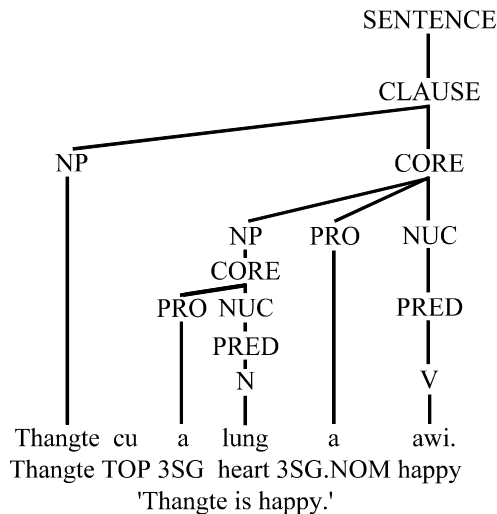 SENTENCE
CLAUSE
NP CORE
NP PRO NUC
CORE
PRO NUC PRED
PRED
N V
Thangte cu a lung a awi.
Thangte TOP 3SG heart 3SG.NOM happy
'Thangte is happy.'